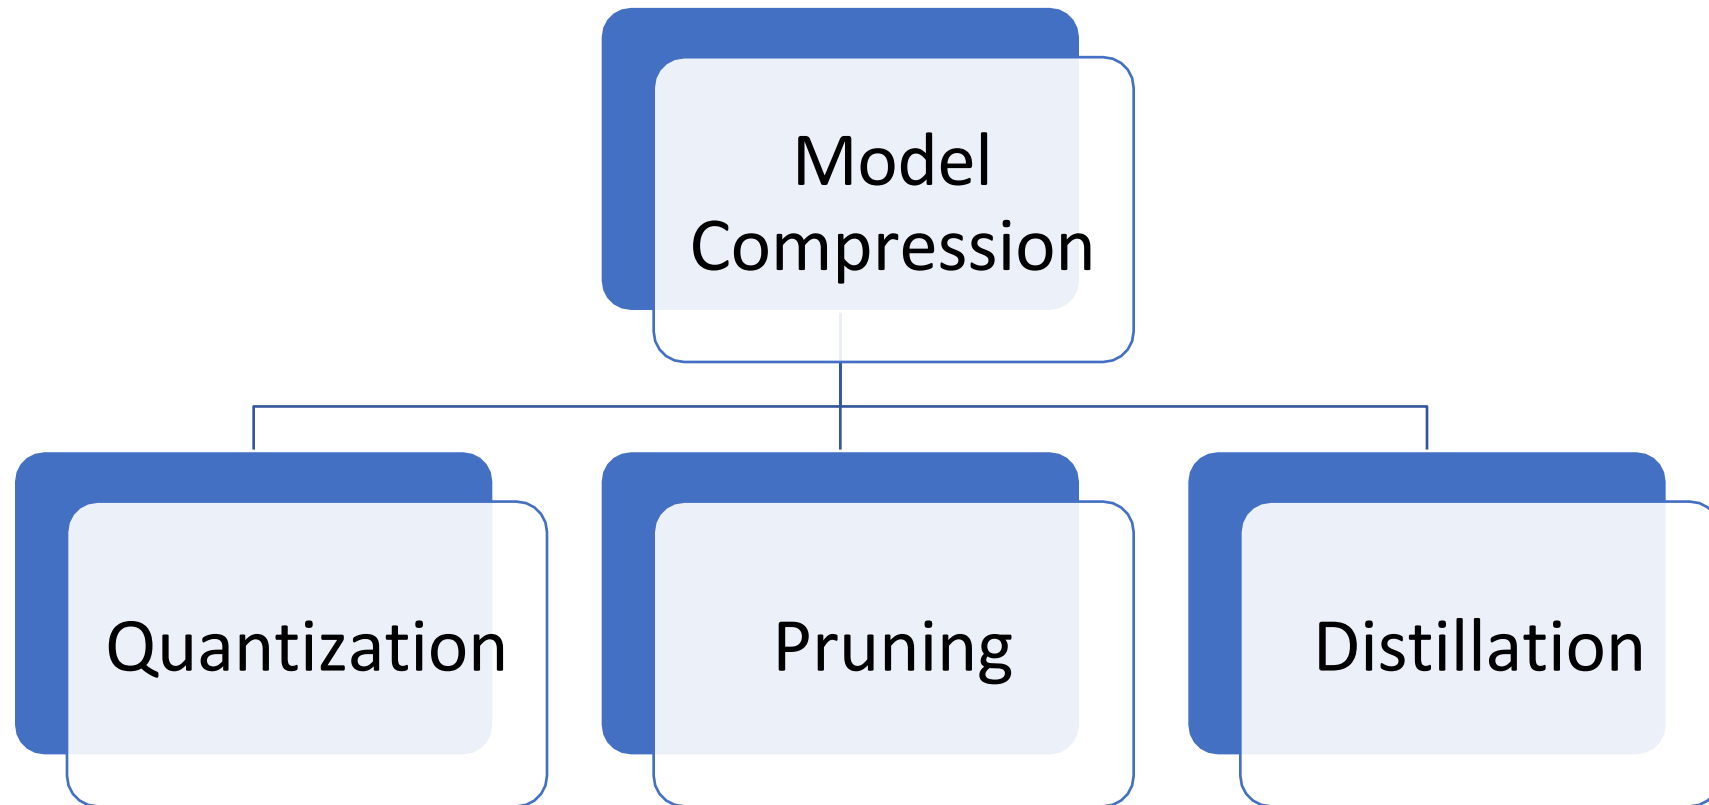 Model
Compression
Quantization
Pruning
Distillation